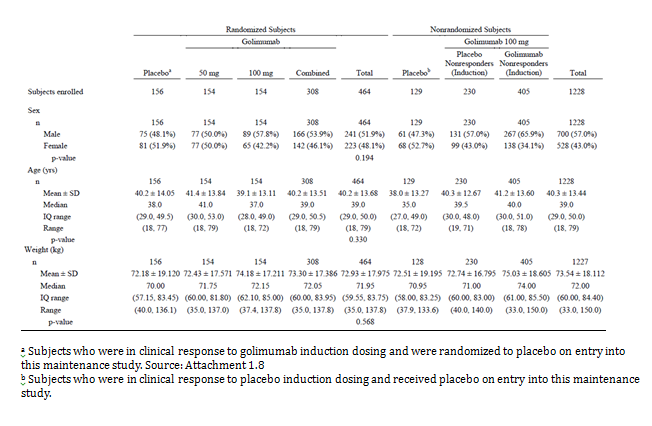 Randomized Subjects Nonrandomized Subjects
Golimumab Golimumab 100 mg
Placeboa 50 mg 100 mg Combined Total Placebob Placebo Nonresponders (Induction) Golimumab Nonresponders (Induction) Total
Subjects enrolled 156 154 154 308 464 129 230 405 1228
Sex
n 156 154 154 308 464 129 230 405 1228
Male 75 (48.1%) 77 (50.0%) 89 (57.8%) 166 (53.9%) 241 (51.9%) 61 (47.3%) 131 (57.0%) 267 (65.9%) 700 (57.0%)
Female 81 (51.9%) 77 (50.0%) 65 (42.2%) 142 (46.1%) 223 (48.1%) 68 (52.7%) 99 (43.0%) 138 (34.1%) 528 (43.0%)
p-value 0.194
Age (yrs)
n 156 154 154 308 464 129 230 405 1228
Mean ± SD 40.2 ± 14.05 41.4 ± 13.84 39.1 ± 13.11 40.2 ± 13.51 40.2 ± 13.68 38.0 ± 13.27 40.3 ± 12.67 41.2 ± 13.60 40.3 ± 13.44
Median 38.0 41.0 37.0 39.0 39.0 35.0 39.5 40.0 39.0
IQ range (29.0, 49.5) (30.0, 53.0) (28.0, 49.0) (29.0, 50.5) (29.0, 50.0) (27.0, 49.0) (30.0, 48.0) (30.0, 51.0) (29.0, 50.0)
Range (18, 77) (18, 79) (18, 72) (18, 79) (18, 79) (18, 72) (19, 71) (18, 78) (18, 79)
p-value 0.330
Weight (kg)
n 156 154 154 308 464 128 230 405 1227
Mean ± SD 72.18 ± 19.120 72.43 ± 17.571 74.18 ± 17.211 73.30 ± 17.386 72.93 ± 17.975 72.51 ± 19.195 72.74 ± 16.795 75.03 ± 18.605 73.54 ± 18.112
Median 70.00 71.75 72.15 72.05 71.95 70.95 71.00 74.00 72.00
IQ range (57.15, 83.45) (60.00, 81.80) (62.10, 85.00) (60.00, 83.95) (59.55, 83.75) (58.00, 83.25) (60.00, 83.00) (61.00, 85.50) (60.00, 84.40)
Range (40.0, 136.1) (35.0, 137.0) (37.4, 137.8) (35.0, 137.8) (35.0, 137.8) (37.9, 133.6) (40.0, 140.0) (33.0, 150.0) (33.0, 150.0)
p-value 0.568
a Subjects who were in clinical response to golimumab induction dosing and were randomized to placebo on entry into
this maintenance study. Source: Attachment 1.8
b Subjects who were in clinical response to placebo induction dosing and received placebo on entry into this maintenance
study.